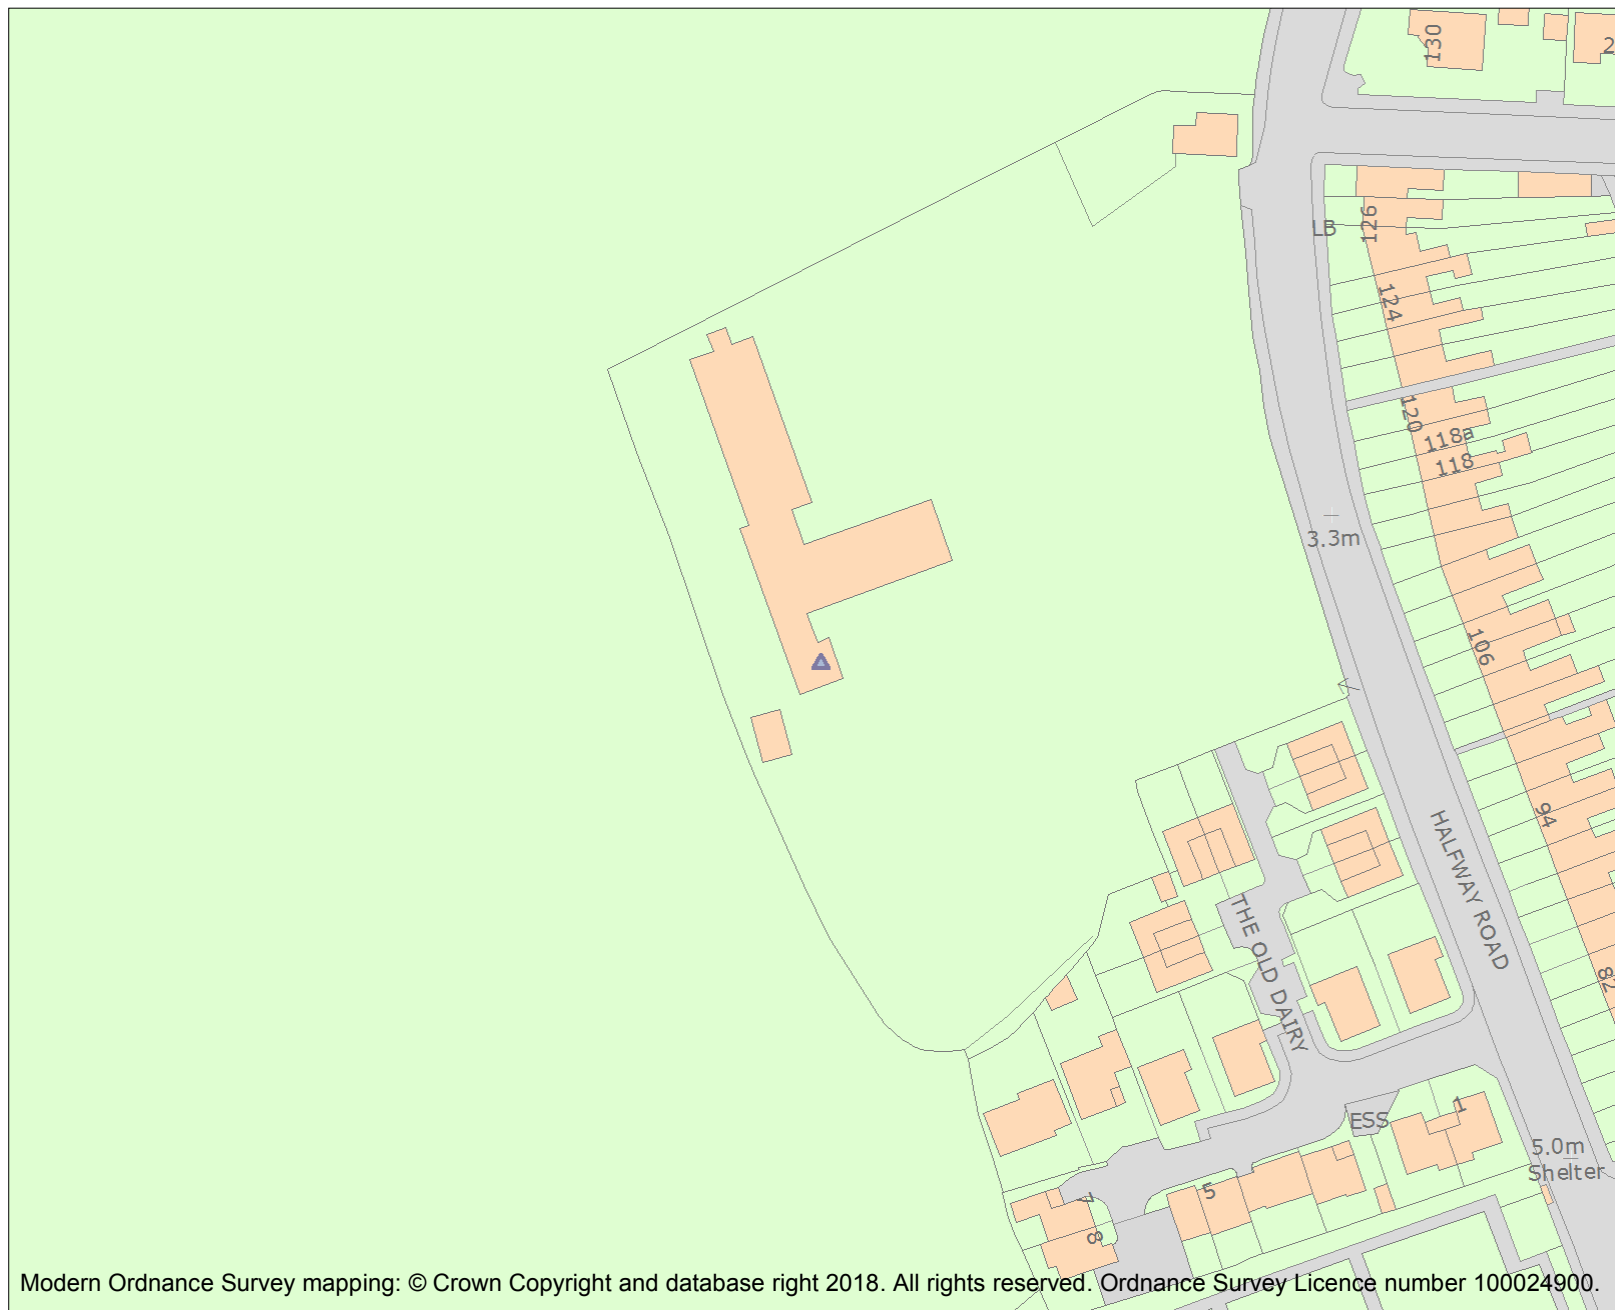 130
2
126
LB
124
120
118a
118
3.3m
106
94
HALFWAY ROAD
THE OLD DAIRY
82
1
ESS
5.0m
Shelter
5
7
8
Modern Ordnance Survey mapping: © Crown Copyright and database right 2018. All rights reserved. Ordnance Survey Licence number 100024900.